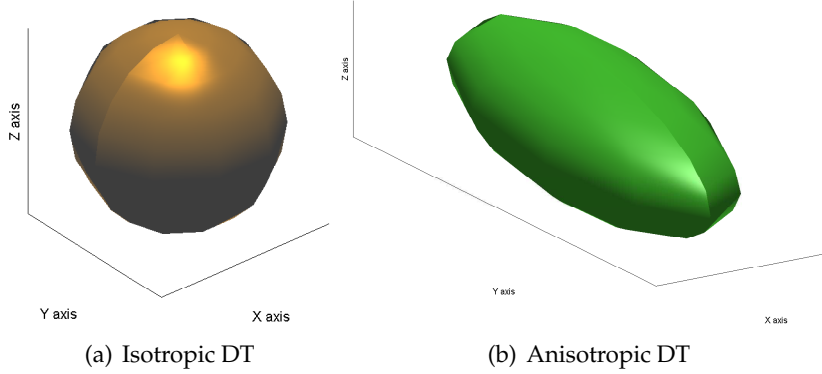 Z axis
Y axis
X axis
(a) Isotropic DT
Z axis
Y axis
X axis
(b) Anisotropic DT